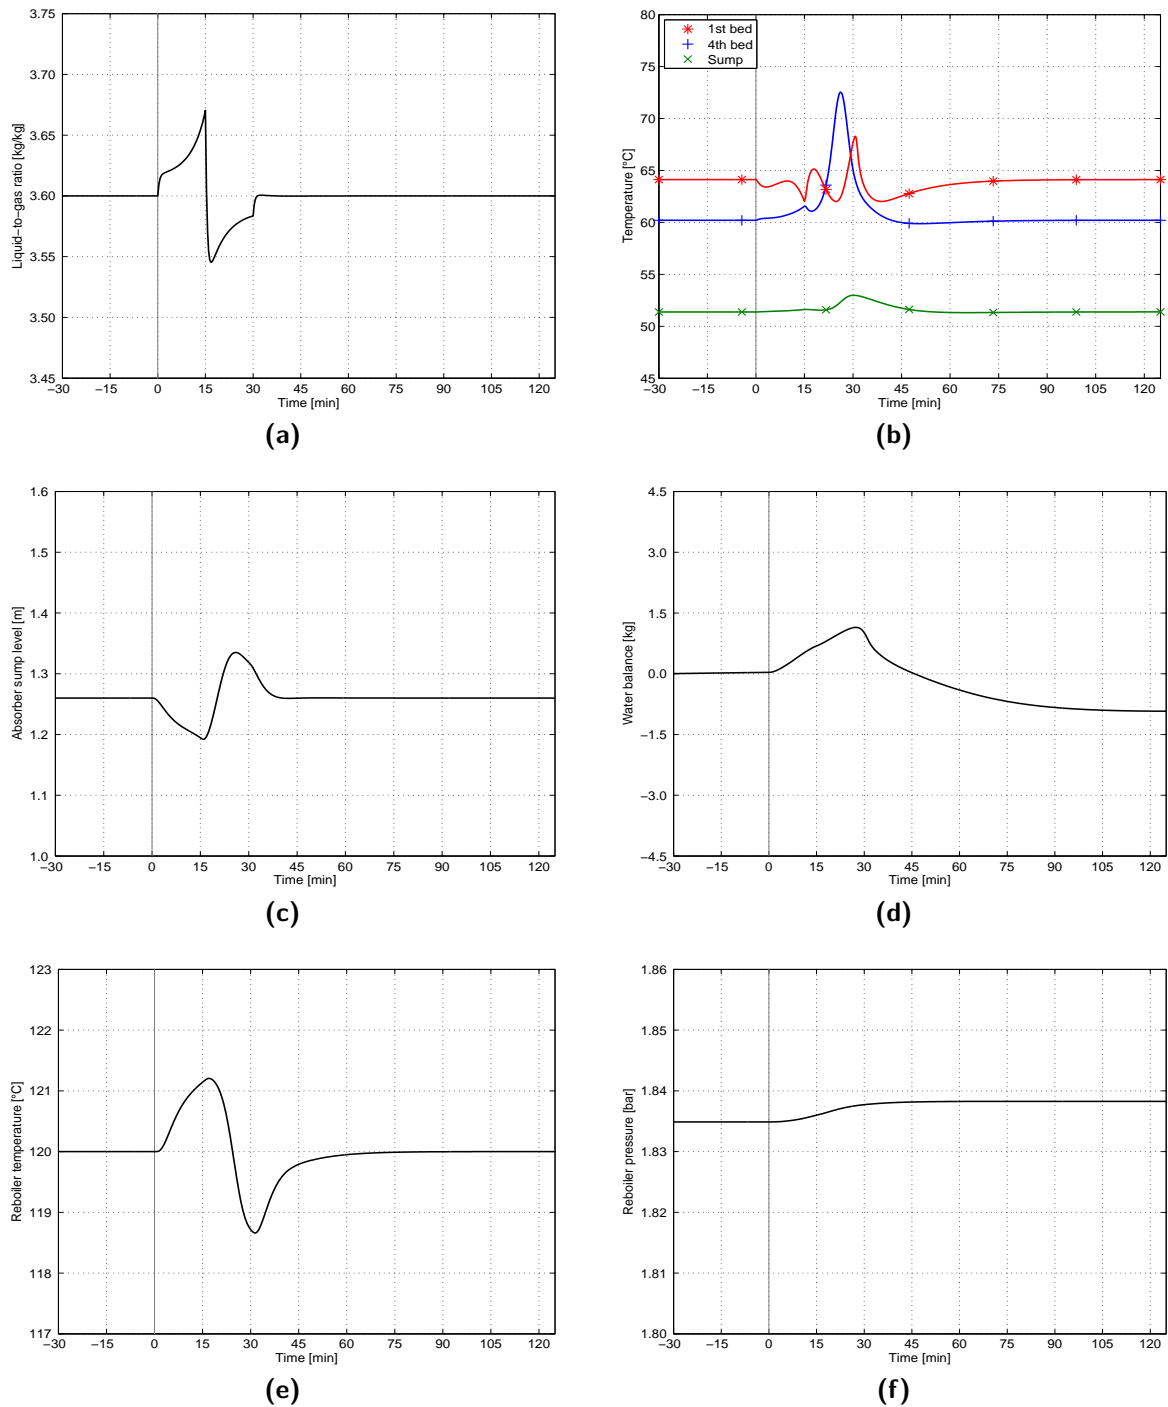 3.75
3.70
3.65
3.60
3.55
3.50
3.45
Liquid−to−gas ratio [kg/kg]
−30 −15 0 15 30 45 60 75 90 105 120
Time [min]
(a)
80
75
70
65
60
55
50
45
Temperature [°C]
1st bed
4th bed
Sump
−30 −15 0 15 30 45 60 75 90 105 120
Time [min]
(b)
1.6
1.5
1.4
1.3
1.2
1.1
1.0
Absorber sump level [m]
−30 −15 0 15 30 45 60 75 90 105 120
Time [min]
(c)
4.5
3.0
1.5
0.0
−1.5
−3.0
−4.5
Water balance [kg]
−30 −15 0 15 30 45 60 75 90 105 120
Time [min]
(d)
123
122
121
120
119
118
117
Reboiler temperature [°C]
−30 −15 0 15 30 45 60 75 90 105 120
Time [min]
(e)
1.86
1.85
1.84
1.83
1.82
1.81
1.80
Reboiler pressure [bar]
−30 −15 0 15 30 45 60 75 90 105 120
Time [min]
(f)